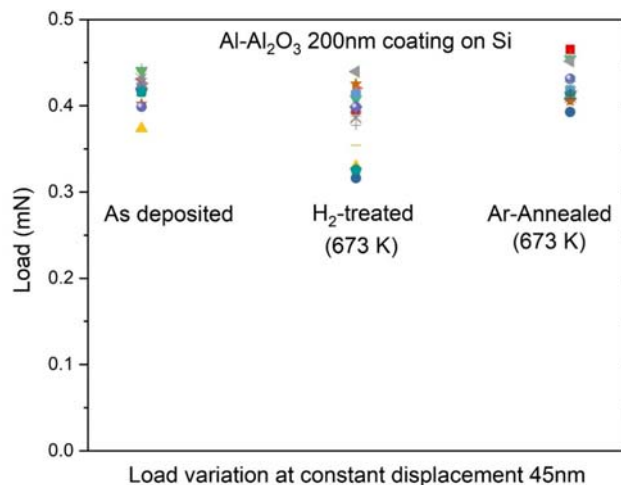 0.5
Al-Al₂O₃ 200nm coating on Si
0.4
0.3
As deposited
H₂-treated
(673 K)
Ar-Annealed
(673 K)
Load (mN)
0.2
0.1
0.0
Load variation at constant displacement 45nm